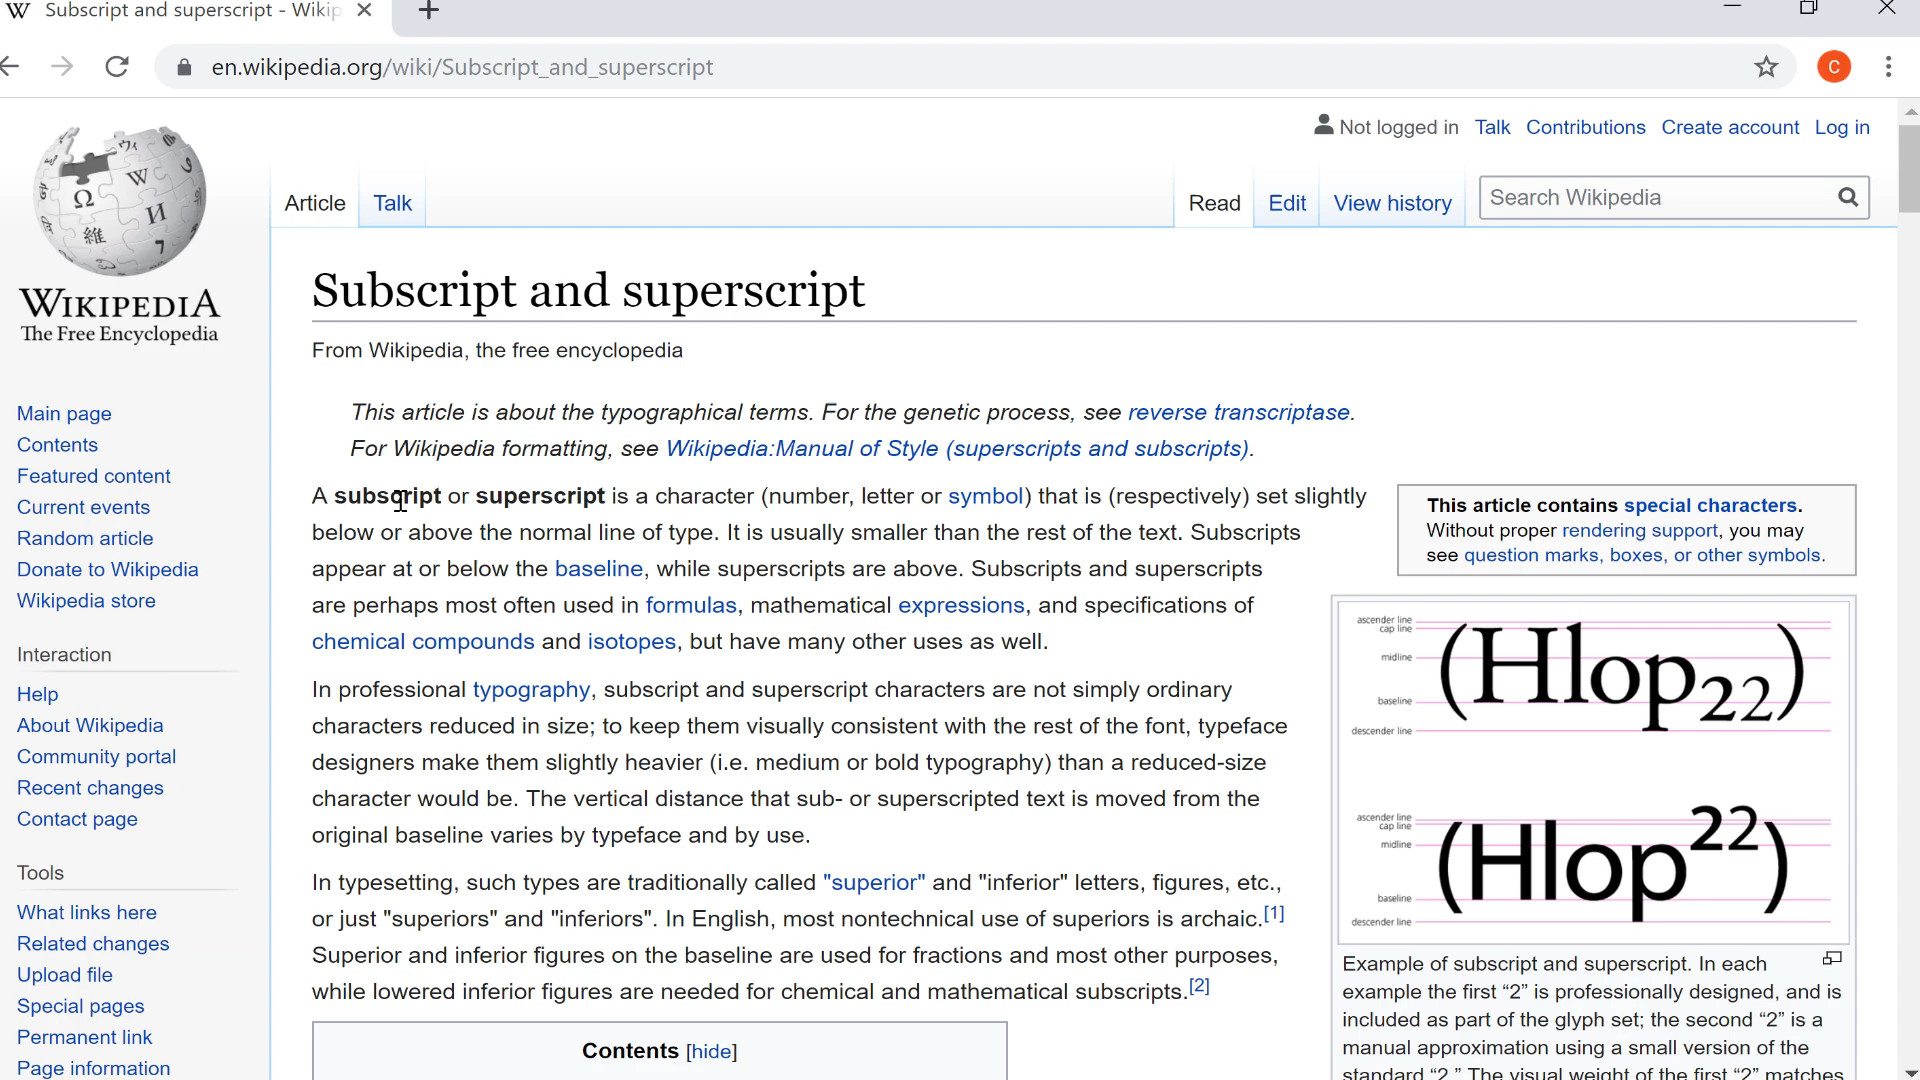 Subscript and superscript - Wikip
en.wikipedia.org/wiki/Subscript_and_superscript
C
Not logged in Talk Contributions Create account Log in
Article Talk Read Edit View history Search Wikipedia
WIKIPEDIA
The Free Encyclopedia
Main page
Contents
Featured content
Current events
Random article
Donate to Wikipedia
Wikipedia store
Interaction
Help
About Wikipedia
Community portal
Recent changes
Contact page
Tools
What links here
Related changes
Upload file
Special pages
Permanent link
Page information
Subscript and superscript
From Wikipedia, the free encyclopedia
This article is about the typographical terms. For the genetic process, see reverse transcriptase.
For Wikipedia formatting, see Wikipedia:Manual of Style (superscripts and subscripts).
A subscript or superscript is a character (number, letter or symbol) that is (respectively) set slightly
below or above the normal line of type. It is usually smaller than the rest of the text. Subscripts
appear at or below the baseline, while superscripts are above. Subscripts and superscripts
are perhaps most often used in formulas, mathematical expressions, and specifications of
chemical compounds and isotopes, but have many other uses as well.
In professional typography, subscript and superscript characters are not simply ordinary
characters reduced in size; to keep them visually consistent with the rest of the font, typeface
designers make them slightly heavier (i.e. medium or bold typography) than a reduced-size
character would be. The vertical distance that sub- or superscripted text is moved from the
original baseline varies by typeface and by use.
In typesetting, such types are traditionally called "superior" and "inferior" letters, figures, etc.,
or just "superiors" and "inferiors". In English, most nontechnical use of superiors is archaic.[1]
Superior and inferior figures on the baseline are used for fractions and most other purposes,
while lowered inferior figures are needed for chemical and mathematical subscripts.[2]
Contents [hide]
This article contains special characters.
Without proper rendering support, you may
see question marks, boxes, or other symbols.
ascender line
cap line
midline
baseline
descender line
(Hlop₂₂)
ascender line
cap line
midline
baseline
descender line
(Hlop²²)
Example of subscript and superscript. In each
example the first “2” is professionally designed, and is
included as part of the glyph set; the second “2” is a
manual approximation using a small version of the
standard “2.” The visual weight of the first “2” matches